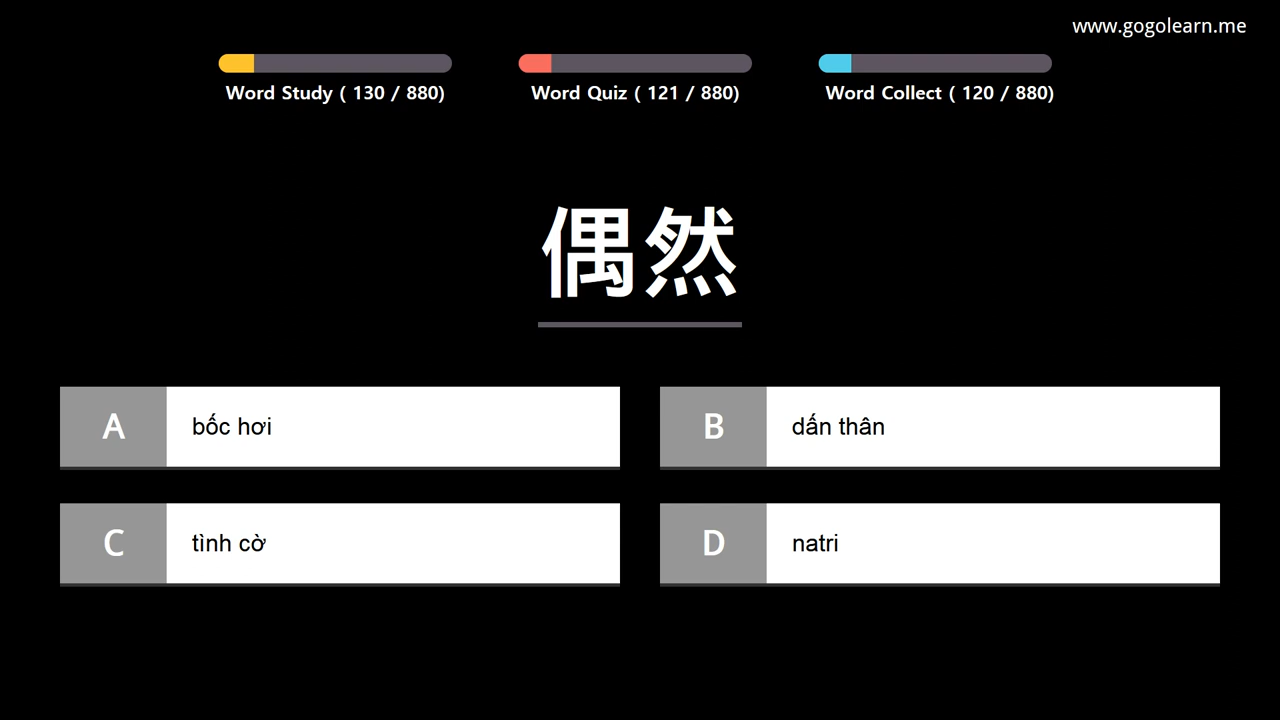 www.gogolearn.me
Word Study ( 130 / 880)
Word Quiz ( 121 / 880)
Word Collect ( 120 / 880)
偶然
A bốc hơi
B dấn thân
C tình cờ
D natri